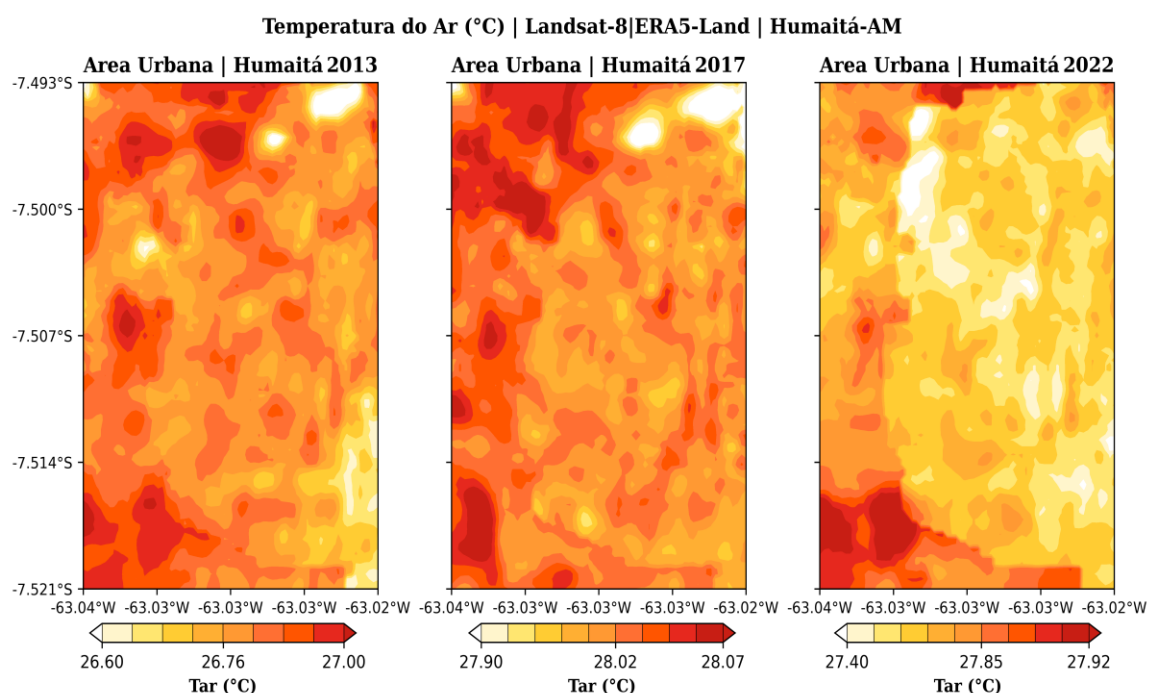 Temperatura do Ar (°C) | Landsat-8|ERA5-Land | Humaitá-AM
Area Urbana | Humaitá 2013
Area Urbana | Humaitá 2017
Area Urbana | Humaitá 2022
-7.493°S
-7.500°S
-7.507°S
-7.514°S
-7.521°S
-63.04°W -63.03°W -63.03°W -63.03°W -63.02°W
-63.04°W -63.03°W -63.03°W -63.03°W -63.02°W
-63.04°W -63.03°W -63.03°W -63.03°W -63.02°W
26.60 26.76 27.00
27.90 28.02 28.07
27.40 27.85 27.92
Tar (°C)
Tar (°C)
Tar (°C)